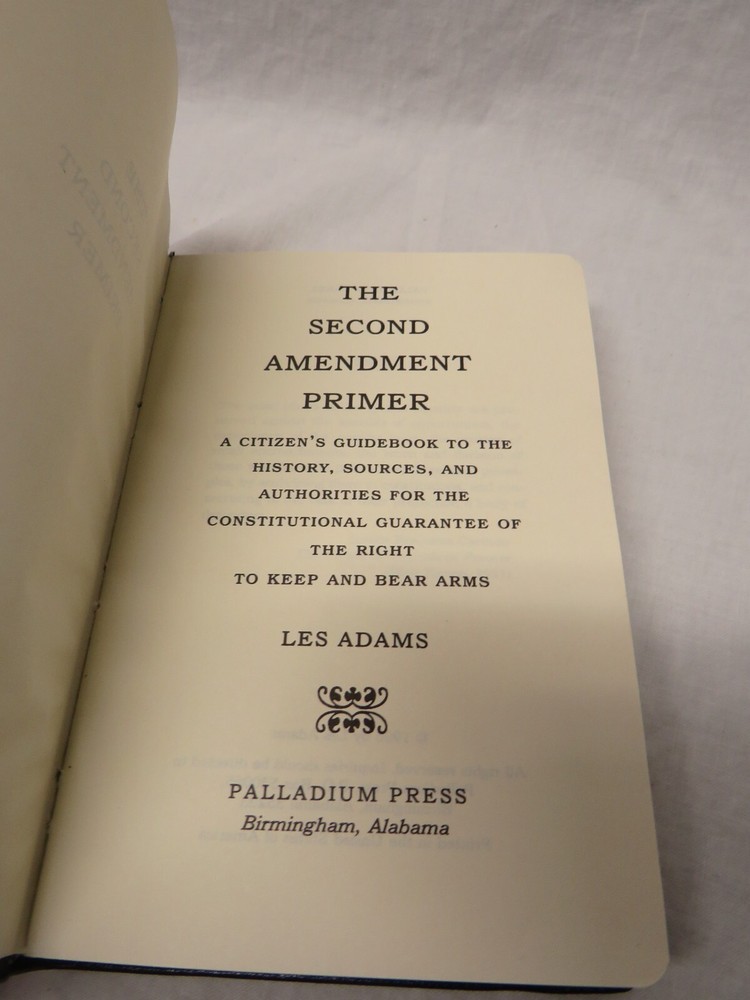 THE
SECOND
AMENDMENT
PRIMER
A CITIZEN'S GUIDEBOOK TO THE
HISTORY, SOURCES, AND
AUTHORITIES FOR THE
CONSTITUTIONAL GUARANTEE OF
THE RIGHT
TO KEEP AND BEAR ARMS
LES ADAMS
PALLADIUM PRESS
Birmingham, Alabama